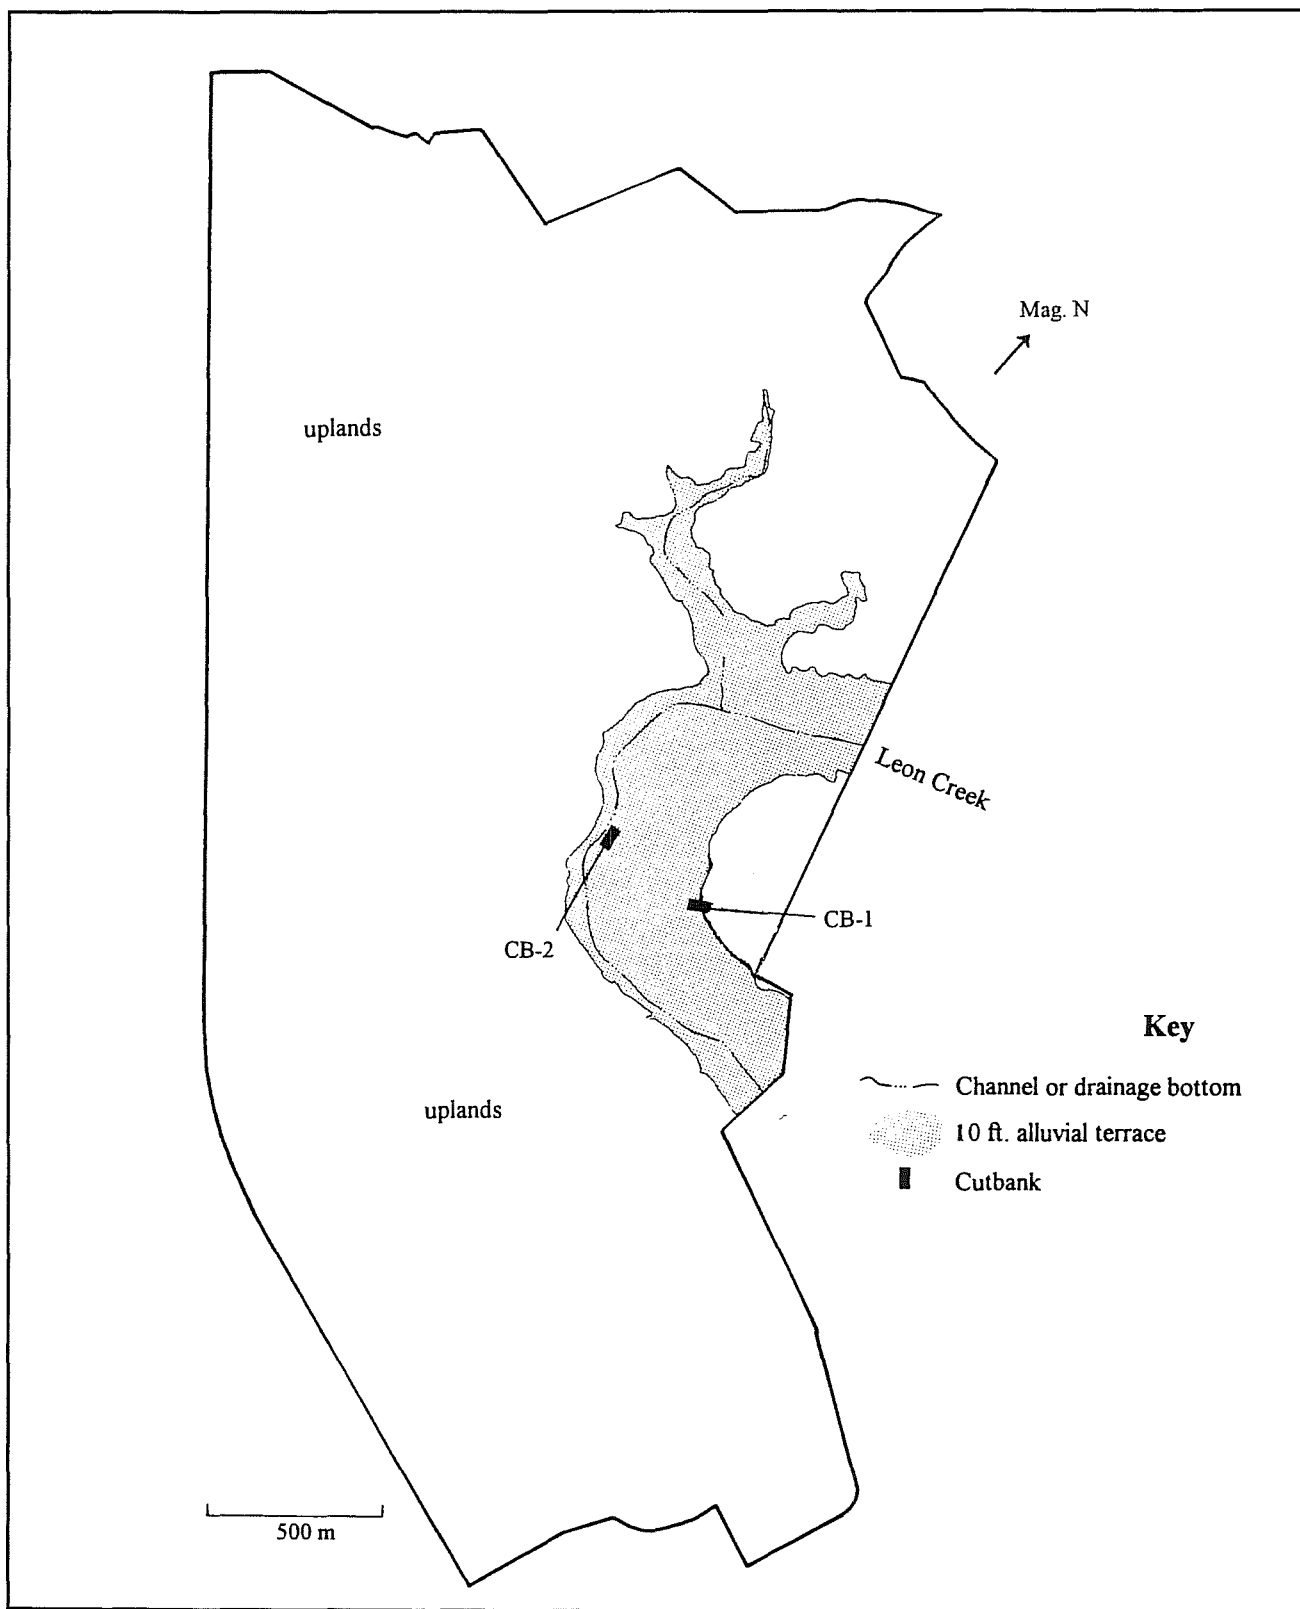 Mag. N
uplands
Leon Creek
CB-1
CB-2
Key
Channel or drainage bottom
uplands
10 ft. alluvial terrace
Cutbank
500 m